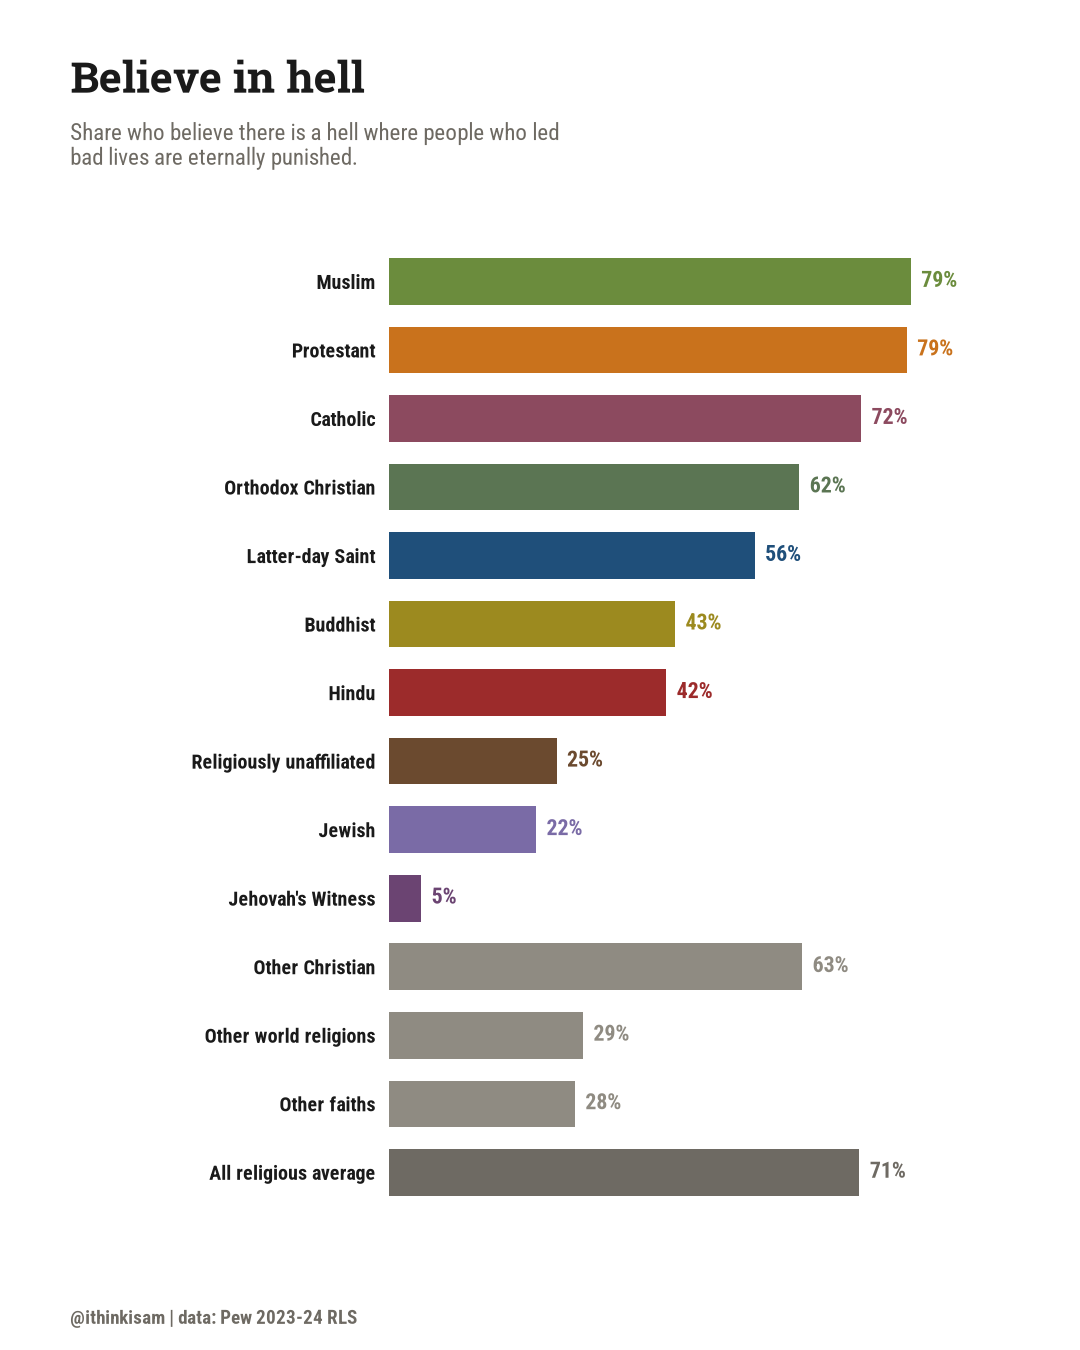 Believe in hell
Share who believe there is a hell where people who led
bad lives are eternally punished.
Muslim 79%
Protestant 79%
Catholic 72%
Orthodox Christian 62%
Latter-day Saint 56%
Buddhist 43%
Hindu 42%
Religiously unaffiliated 25%
Jewish 22%
Jehovah's Witness 5%
Other Christian 63%
Other world religions 29%
Other faiths 28%
All religious average 71%
@ithinkisam | data: Pew 2023-24 RLS